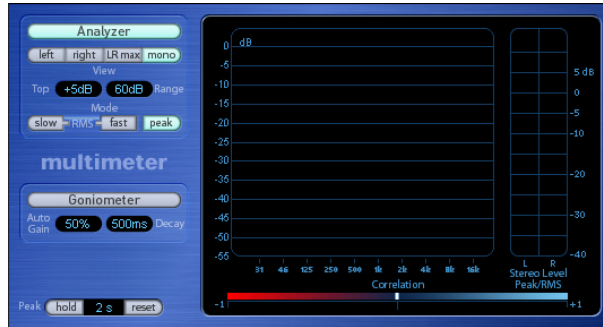 Analyzer
left right LR max mono
View
Top +5dB 60dB Range
Mode
slow RMS fast peak
multimeter
Goniometer
Auto Gain 50% 500ms Decay
Peak hold 2 s reset
dB
0
-5
-10
-15
-20
-25
-30
-35
-40
-45
-50
-55
31 46 125 250 500 1k 2k 4k 8k 16k
Correlation
-1 +1
5 dB
0
-5
-10
-20
-30
-40
L R
Stereo Level
Peak/RMS